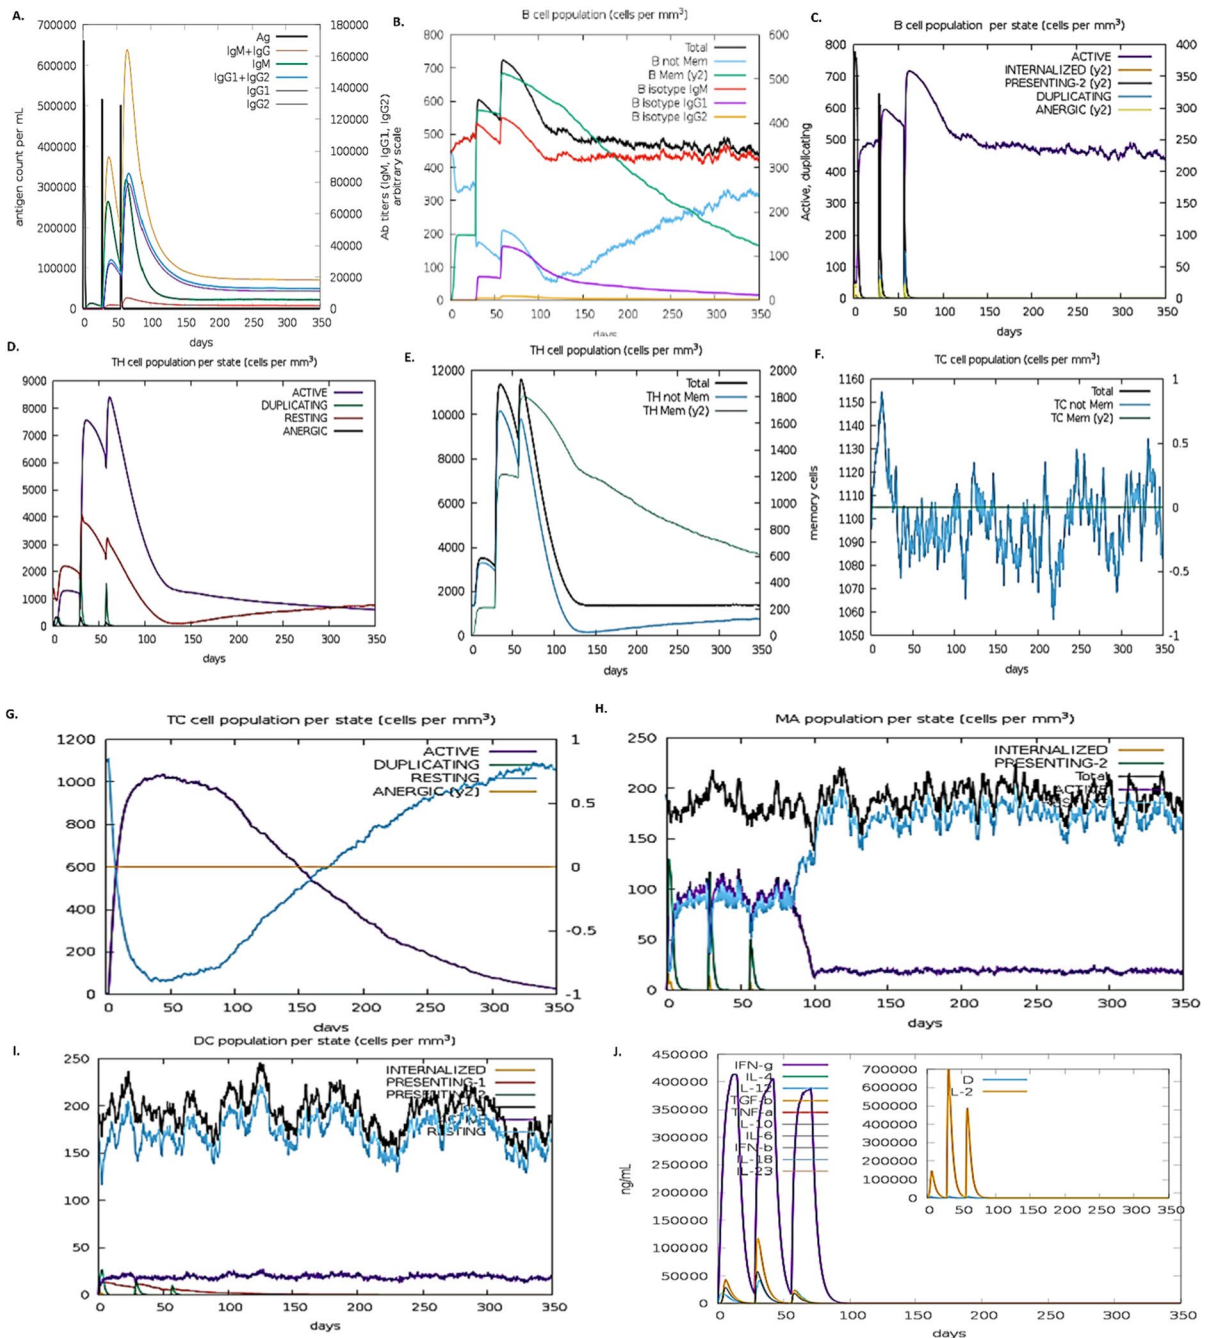 A.
700000
600000
500000
400000
300000
200000
100000
0
antigen count per mL
180000
160000
140000
120000
100000
80000
60000
40000
20000
0
Ab titers (IgM, IgG1, IgG2)
arbitrary scale
Ag
IgM+IgG
IgM
IgG1+IgG2
IgG1
IgG2
0 50 100 150 200 250 300 350
days
B.
B cell population (cells per mm³)
800
700
600
500
400
300
200
100
0
600
500
400
300
200
100
0
Total
B not Mem
B Mem (y2)
B isotype IgM
B isotype IgG1
B isotype IgG2
0 50 100 150 200 250 300 350
days
C.
B cell population per state (cells per mm³)
Active, duplicating
800
700
600
500
400
300
200
100
0
400
350
300
250
200
150
100
50
0
ACTIVE
INTERNALIZED (y2)
PRESENTING-2 (y2)
DUPLICATING
ANERGIC (y2)
0 50 100 150 200 250 300 350
days
D.
TH cell population per state (cells per mm³)
9000
8000
7000
6000
5000
4000
3000
2000
1000
0
ACTIVE
DUPLICATING
RESTING
ANERGIC
0 50 100 150 200 250 300 350
days
E.
TH cell population (cells per mm³)
12000
10000
8000
6000
4000
2000
0
2000
1800
1600
1400
1200
1000
800
600
400
200
0
memory cells
Total
TH not Mem
TH Mem (y2)
0 50 100 150 200 250 300 350
days
F.
TC cell population (cells per mm³)
1160
1150
1140
1130
1120
1110
1100
1090
1080
1070
1060
1050
1
0.5
0
-0.5
-1
Total
TC not Mem
TC Mem (y2)
0 50 100 150 200 250 300 350
days
G.
TC cell population per state (cells per mm³)
1200
1000
800
600
400
200
0
1
0.5
0
-0.5
-1
ACTIVE
DUPLICATING
RESTING
ANERGIC (y2)
0 50 100 150 200 250 300 350
days
H.
MA population per state (cells per mm³)
250
200
150
100
50
0
INTERNALIZED
PRESENTING-2
Total
ACTIVE
0 50 100 150 200 250 300 350
days
I.
DC population per state (cells per mm³)
250
200
150
100
50
0
INTERNALIZED
PRESENTING-1
RESTING
0 50 100 150 200 250 300 350
days
J.
450000
400000
350000
300000
250000
200000
150000
100000
50000
0
ng/mL
IFN-g
IL-4
IL-12
TGF-b
TNF-a
IL-10
IL-6
IFN-b
IL-18
IL-23
0 50 100 150 200 250 300 350
days
700000
600000
500000
400000
300000
200000
100000
0
D
IL-2
0 50 100 150 200 250 300 350